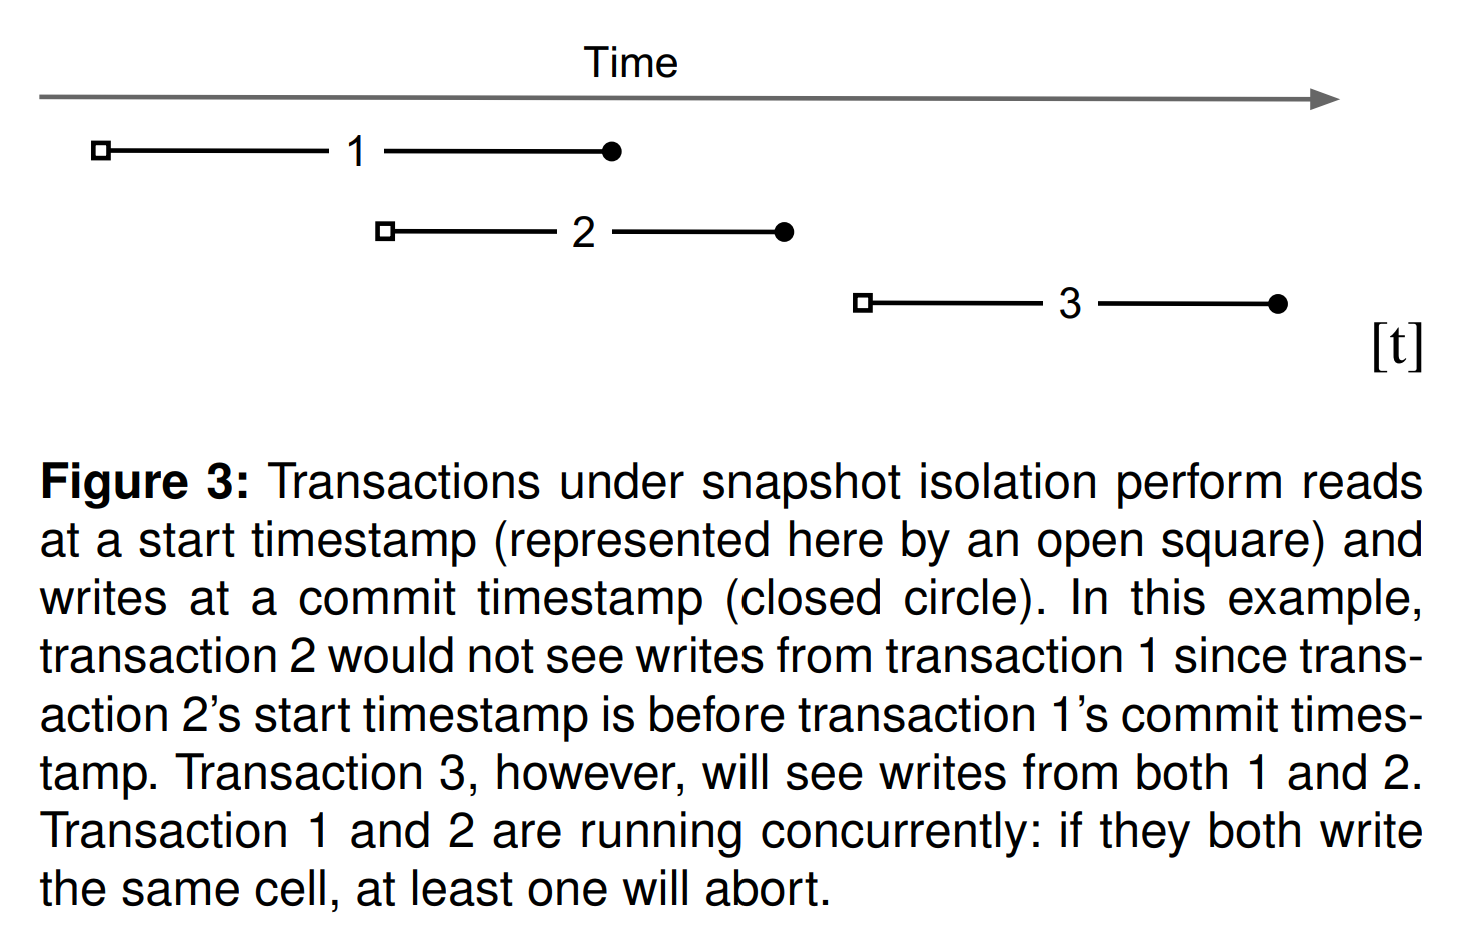 Time
1
2
3
[t]
Figure 3: Transactions under snapshot isolation perform reads
at a start timestamp (represented here by an open square) and
writes at a commit timestamp (closed circle). In this example,
transaction 2 would not see writes from transaction 1 since trans-
action 2’s start timestamp is before transaction 1’s commit times-
tamp. Transaction 3, however, will see writes from both 1 and 2.
Transaction 1 and 2 are running concurrently: if they both write
the same cell, at least one will abort.